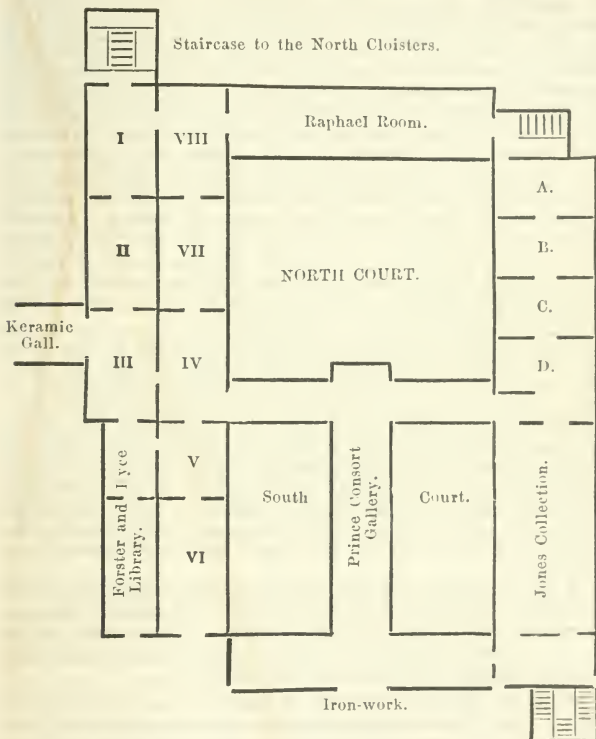 Staircase to the North Cloisters.
I
VIII
Raphael Room.
A.
II
VII
NORTH COURT.
B.
C.
Keramic
Gall.
III
IV
D.
V
South
Court.
VI
Forster and
Library.
Prince Consort
Gallery.
Jones Collection.
Iron-work.